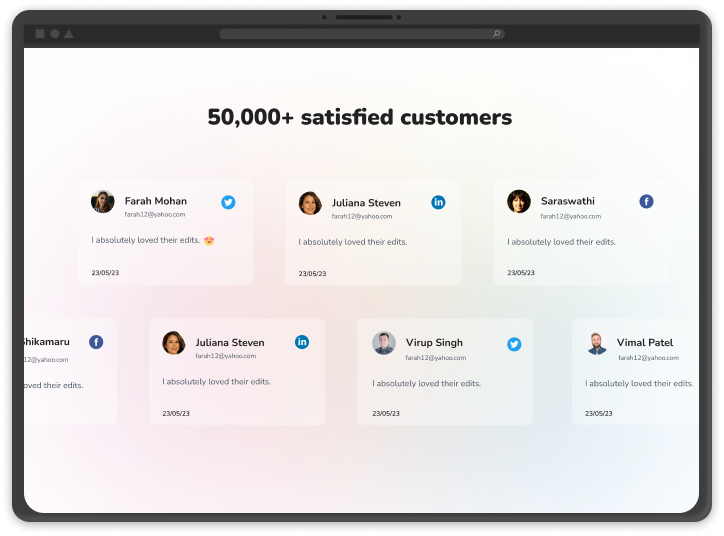 50,000+ satisfied customers
Farah Mohan
farah12@yahoo.com
I absolutely loved their edits. 😍
23/05/23
Juliana Steven
farah12@yahoo.com
I absolutely loved their edits.
23/05/23
Saraswathi
farah12@yahoo.com
I absolutely loved their edits.
23/05/23
Shikamaru
12@yahoo.com
oved their edits.
Juliana Steven
farah12@yahoo.com
I absolutely loved their edits.
23/05/23
Virup Singh
farah12@yahoo.com
I absolutely loved their edits.
23/05/23
Vimal Patel
farah12@yahoo.com
I absolutely loved their edits.
23/05/23